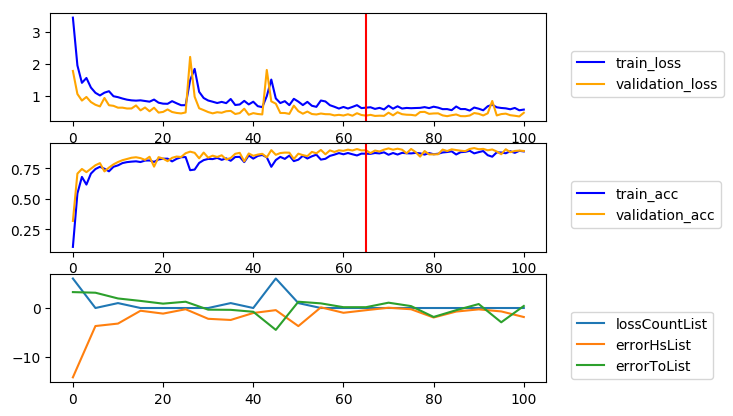 3
2
1
0 20 40 60 80 100
train_loss
validation_loss
0.75
0.50
0.25
0 20 40 60 80 100
train_acc
validation_acc
0
−10
0 20 40 60 80 100
lossCountList
errorHsList
errorToList